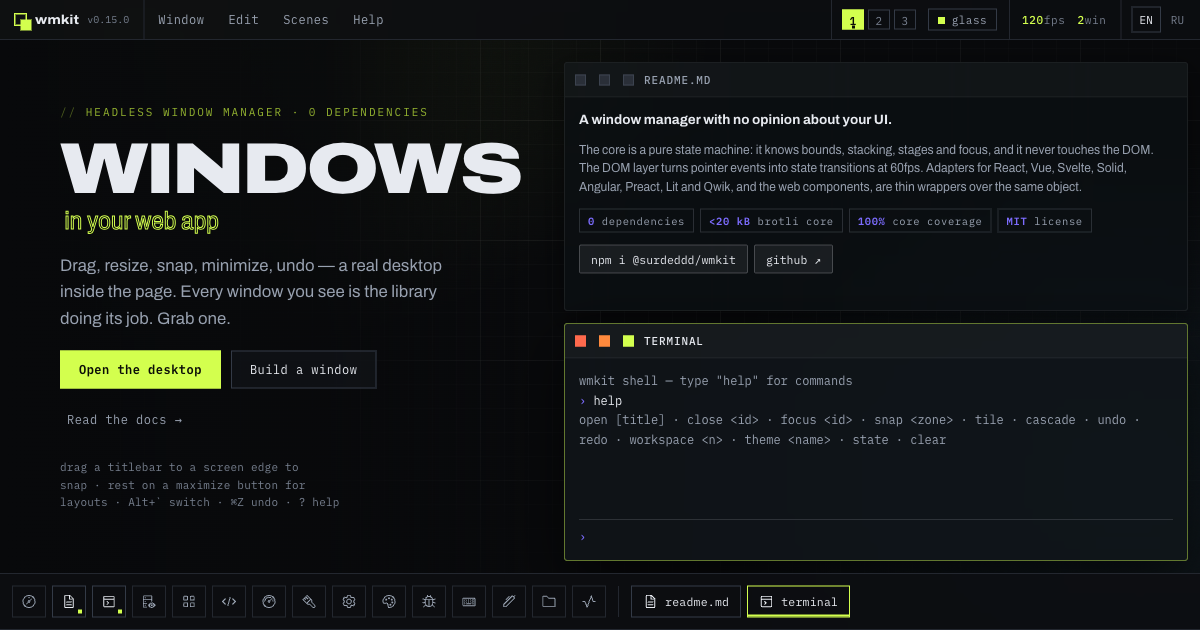 wmkit v0.15.0
Window Edit Scenes Help
1 2 3 glass 120fps 2win EN RU
// HEADLESS WINDOW MANAGER · 0 DEPENDENCIES
WINDOWS
in your web app
Drag, resize, snap, minimize, undo — a real desktop
inside the page. Every window you see is the library
doing its job. Grab one.
Open the desktop
Build a window
Read the docs →
drag a titlebar to a screen edge to
snap · rest on a maximize button for
layouts · Alt+` switch · ⌘Z undo · ? help
README.MD
A window manager with no opinion about your UI.
The core is a pure state machine: it knows bounds, stacking, stages and focus, and it never touches the DOM.
The DOM layer turns pointer events into state transitions at 60fps. Adapters for React, Vue, Svelte, Solid,
Angular, Preact, Lit and Qwik, and the web components, are thin wrappers over the same object.
0 dependencies
<20 kB brotli core
100% core coverage
MIT license
npm i @surdeddd/wmkit
github ↗
TERMINAL
wmkit shell — type "help" for commands
› help
open [title] · close <id> · focus <id> · snap <zone> · tile · cascade · undo ·
redo · workspace <n> · theme <name> · state · clear
›
readme.md
terminal